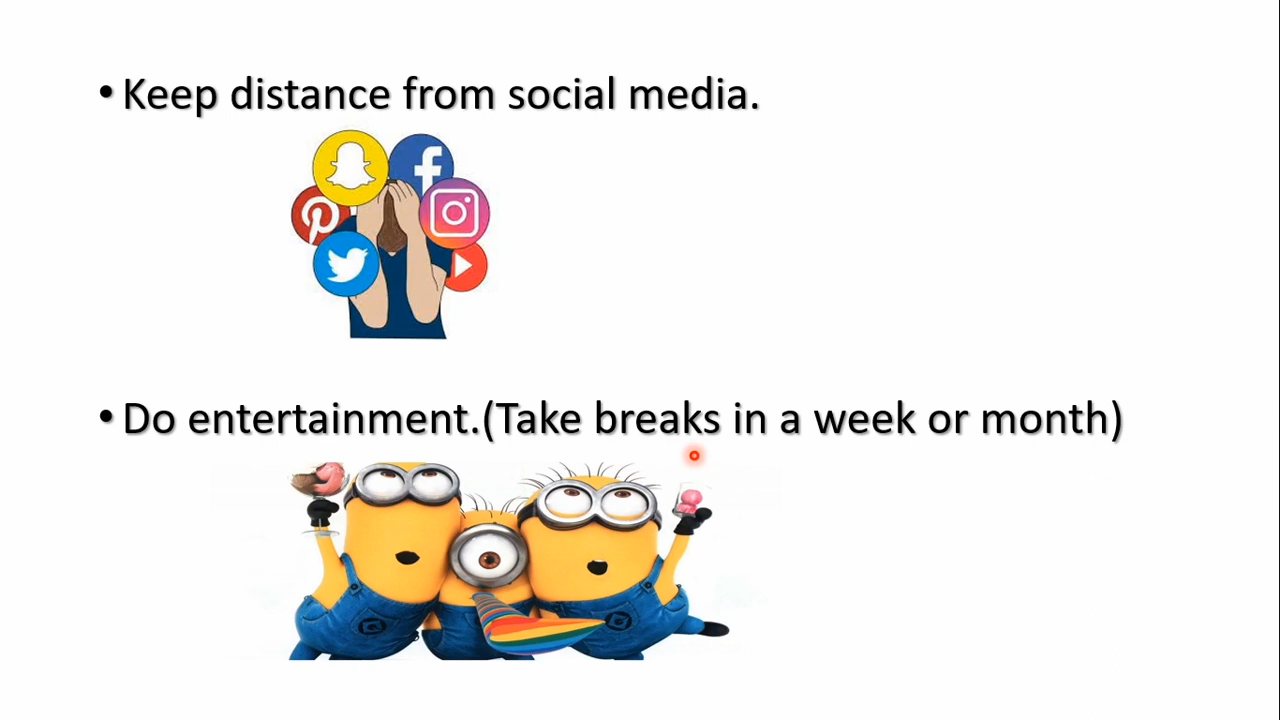 • Keep distance from social media.
• Do entertainment.(Take breaks in a week or month)